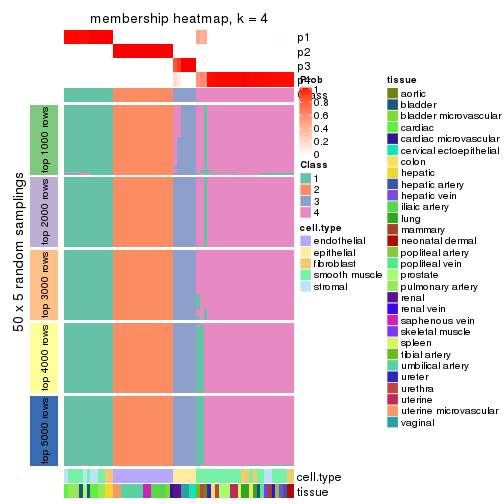 membership heatmap, k = 4
p1
p2
p3
p4
Class
50 x 5 random samplings
top 1000 rows
top 2000 rows
top 3000 rows
top 4000 rows
top 5000 rows
cell.type
tissue
Prob
1
0.8
0.6
0.4
0.2
0
Class
1
2
3
4
cell.type
endothelial
epithelial
fibroblast
smooth muscle
stromal
tissue
aortic
bladder
bladder microvascular
cardiac
cardiac microvascular
cervical ectoepithelial
colon
hepatic
hepatic artery
hepatic vein
iliaic artery
lung
mammary
neonatal dermal
popliteal artery
popliteal vein
prostate
pulmonary artery
renal
renal vein
saphenous vein
skeletal muscle
spleen
tibial artery
umbilical artery
ureter
urethra
uterine
uterine microvascular
vaginal